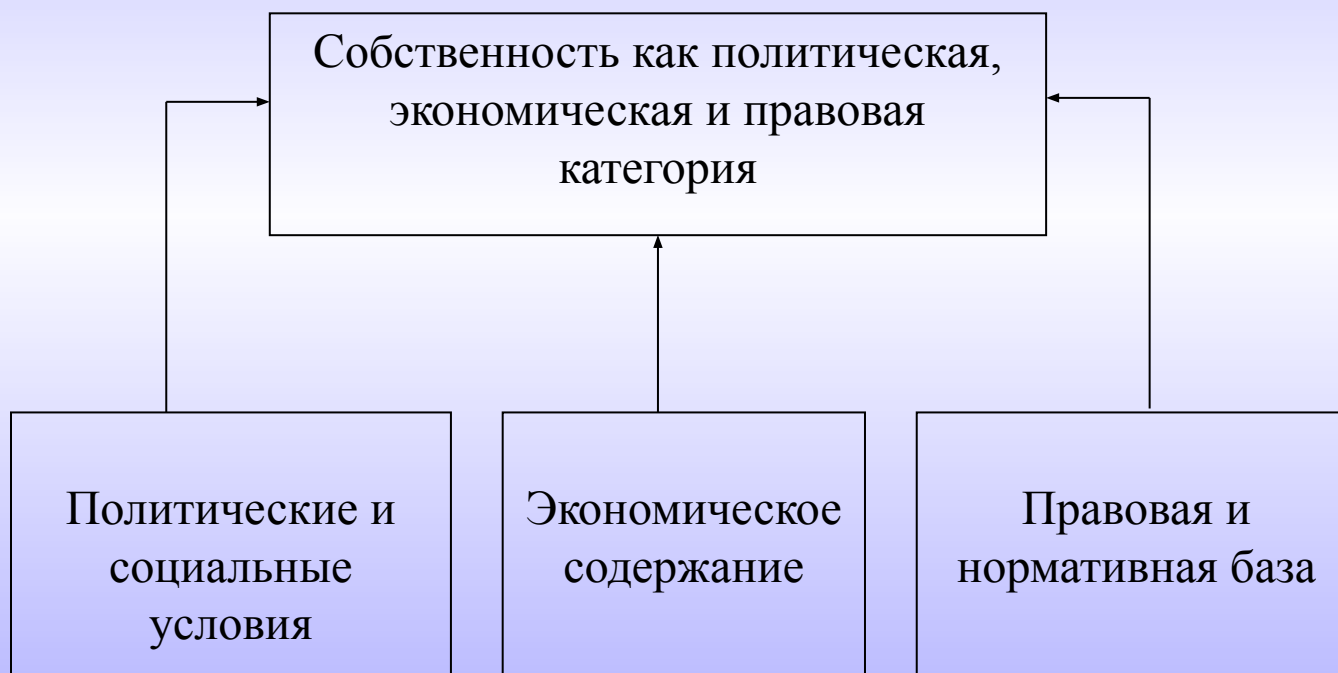 Собственность как политическая,
экономическая и правовая
категория
Политические и
социальные
условия
Экономическое
содержание
Правовая и
нормативная база